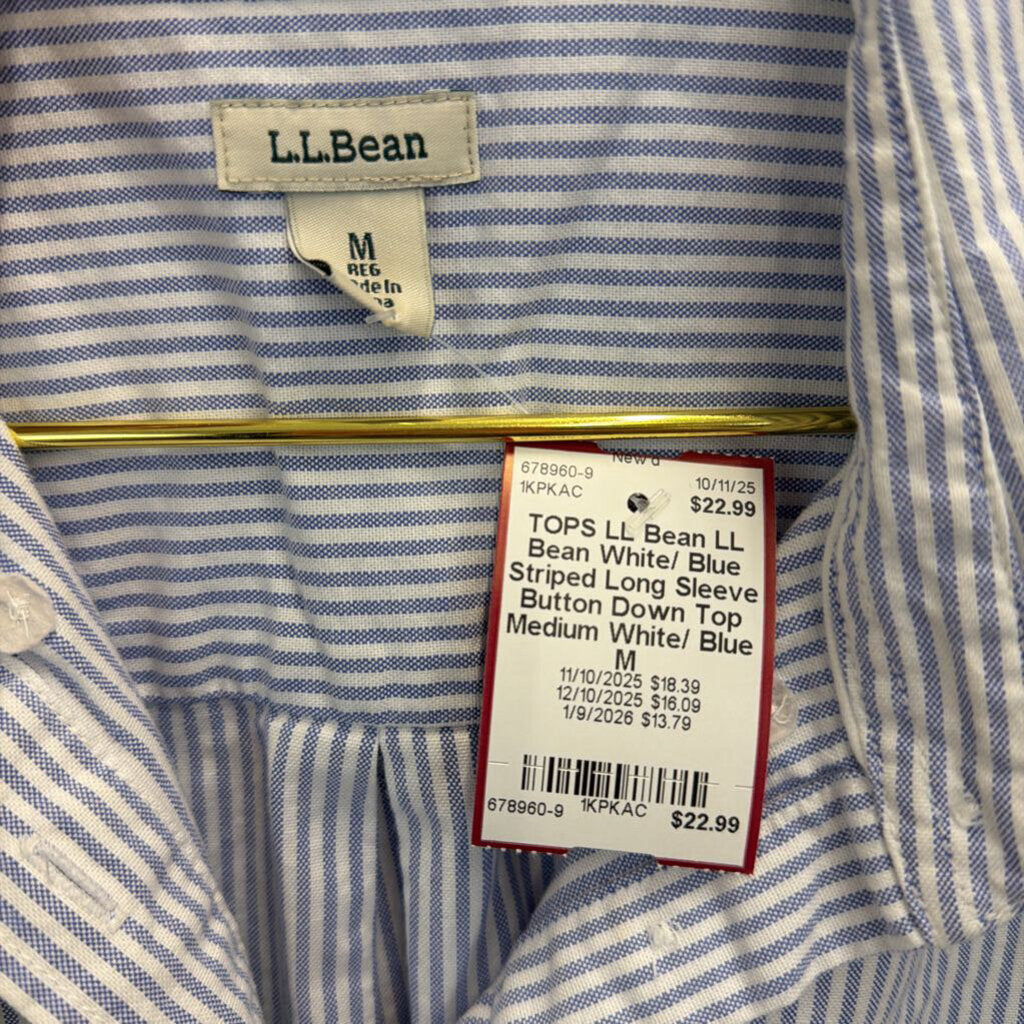 L.L.Bean
M
REG
678960-9
1KPKAC
10/11/25
$22.99
TOPS LL Bean LL
Bean White/ Blue
Striped Long Sleeve
Button Down Top
Medium White/ Blue
M
11/10/2025 $18.39
12/10/2025 $16.09
1/9/2026 $13.79
678960-9 1KPKAC $22.99